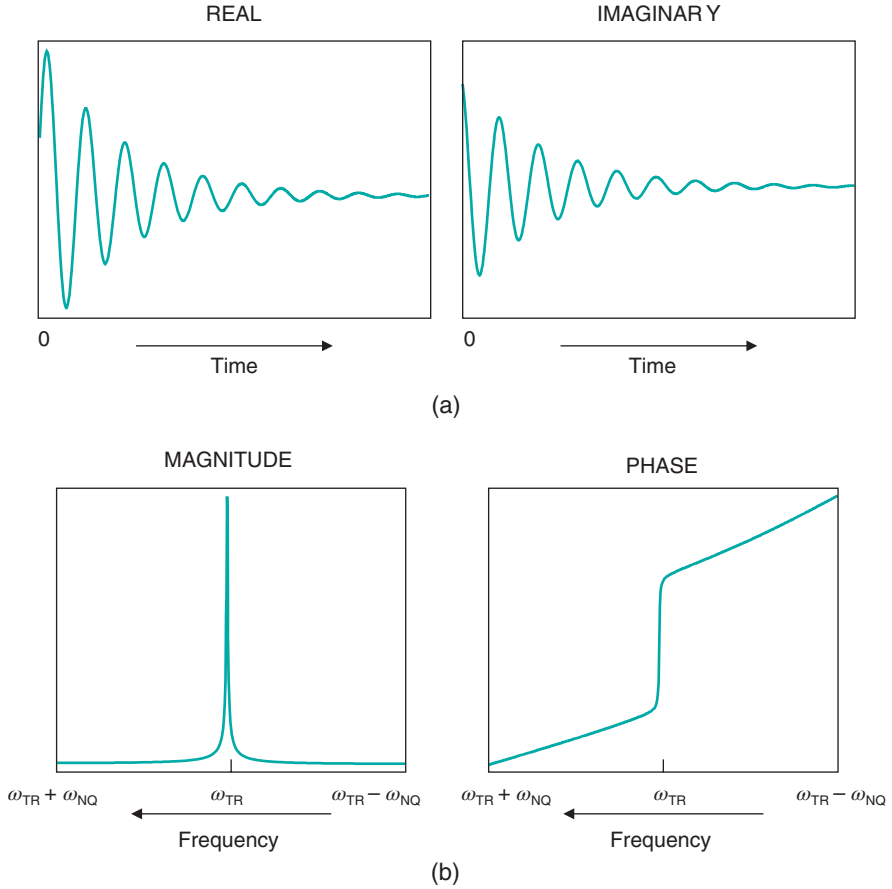 REAL
IMAGINAR Y
0
Time
Time
(a)
MAGNITUDE
PHASE
ωTR + ωNQ
ωTR
ωTR − ωNQ
Frequency
ωTR + ωNQ
ωTR
ωTR − ωNQ
Frequency
(b)